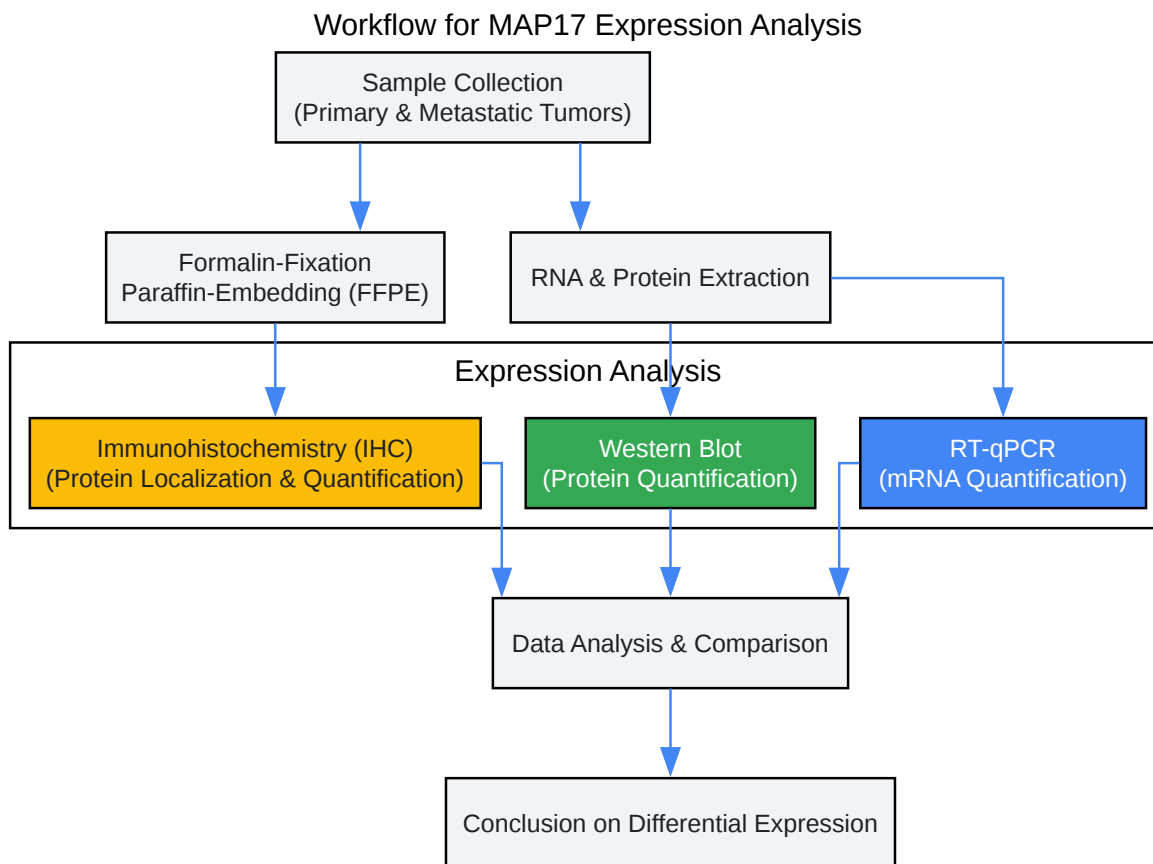 Workflow for MAP17 Expression Analysis
Sample Collection
(Primary & Metastatic Tumors)
Formalin-Fixation
Paraffin-Embedding (FFPE)
RNA & Protein Extraction
Expression Analysis
Immunohistochemistry (IHC)
(Protein Localization & Quantification)
Western Blot
(Protein Quantification)
RT-qPCR
(mRNA Quantification)
Data Analysis & Comparison
Conclusion on Differential Expression